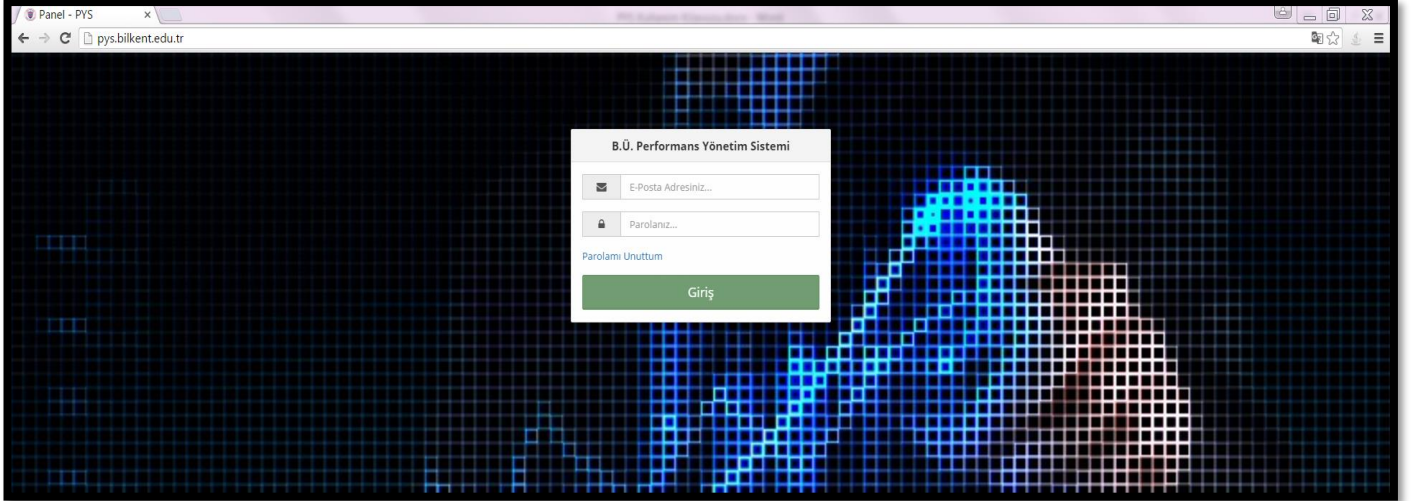 Panel - PYS
pys.bilkent.edu.tr
B.Ü. Performans Yönetim Sistemi
E-Posta Adresiniz...
Parolanız...
Parolamı Unuttum
Giriş